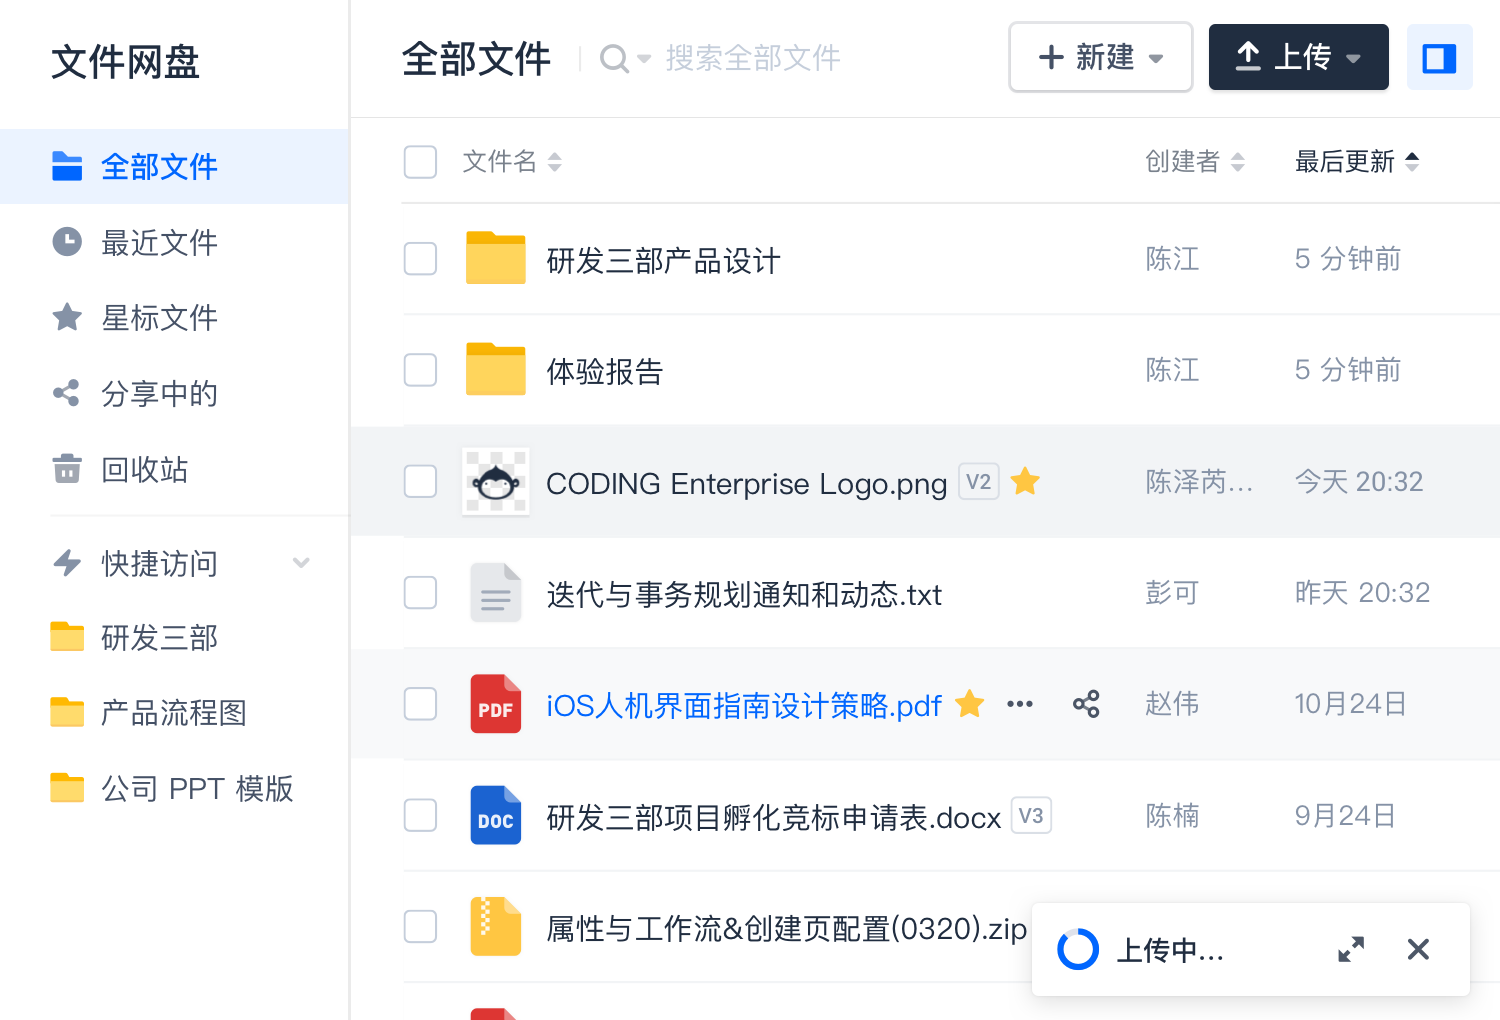 文件网盘
全部文件
最近文件
星标文件
分享中的
回收站
快捷访问
研发三部
产品流程图
公司 PPT 模版
全部文件 搜索全部文件 新建 上传
文件名 创建者 最后更新
研发三部产品设计 陈江 5 分钟前
体验报告 陈江 5 分钟前
CODING Enterprise Logo.png V2 陈泽芮... 今天 20:32
迭代与事务规划通知和动态.txt 彭可 昨天 20:32
PDF iOS人机界面指南设计策略.pdf 赵伟 10月24日
DOC 研发三部项目孵化竞标申请表.docx V3 陈楠 9月24日
属性与工作流&创建页配置(0320).zip
上传中...